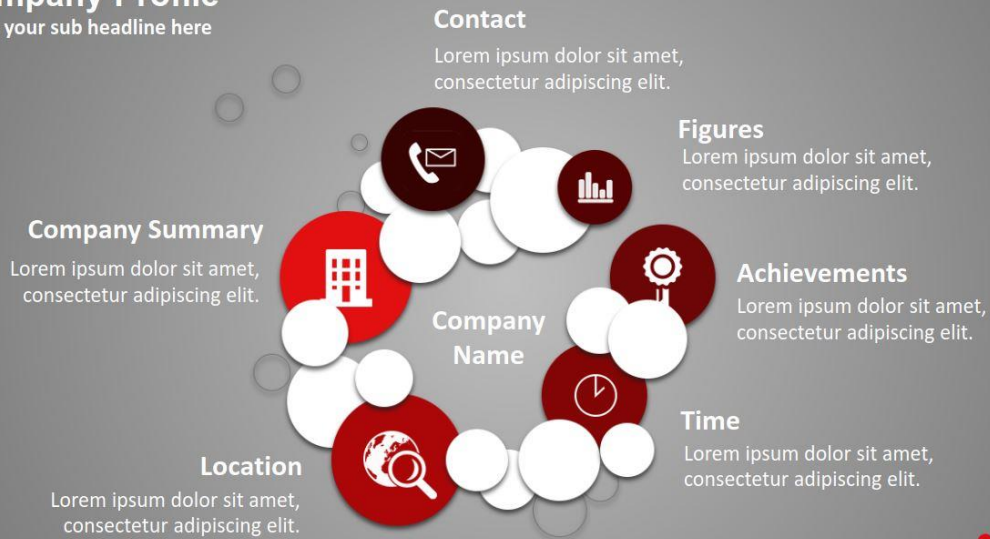 mpany Profile
your sub headline here
Contact
Lorem ipsum dolor sit amet,
consectetur adipiscing elit.
Figures
Lorem ipsum dolor sit amet,
consectetur adipiscing elit.
Company Summary
Lorem ipsum dolor sit amet,
consectetur adipiscing elit.
Achievements
Lorem ipsum dolor sit amet,
consectetur adipiscing elit.
Company
Name
Time
Lorem ipsum dolor sit amet,
consectetur adipiscing elit.
Location
Lorem ipsum dolor sit amet,
consectetur adipiscing elit.